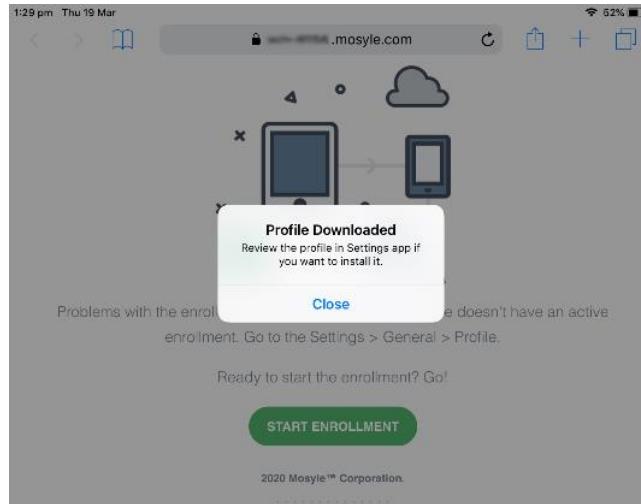 1:29 pm Thu 19 Mar 62%
.mosyle.com
Profile Downloaded
Review the profile in Settings app if
you want to install it.
Close
Problems with the enrol e doesn't have an active
enrollment. Go to the Settings > General > Profile.
Ready to start the enrollment? Go!
START ENROLLMENT
2020 Mosyle™ Corporation.